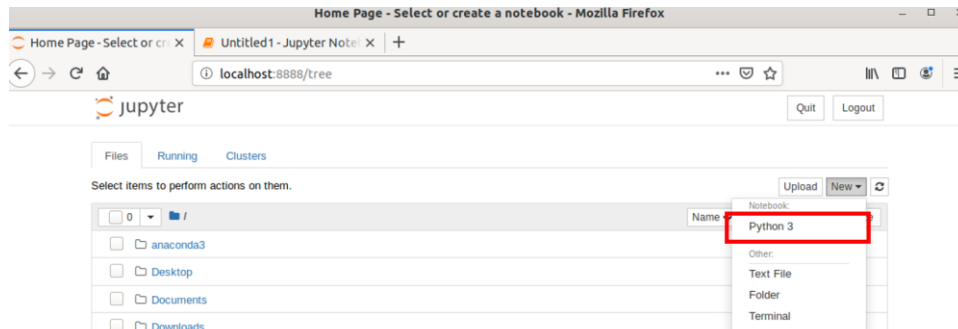 Home Page - Select or create a notebook - Mozilla Firefox
Home Page - Select or cr
Untitled1 - Jupyter Note
localhost:8888/tree
jupyter
Quit Logout
Files Running Clusters
Select items to perform actions on them.
Upload New
0 /
Name
Notebook:
Python 3
anaconda3
Other:
Desktop
Text File
Documents
Folder
Downloads
Terminal